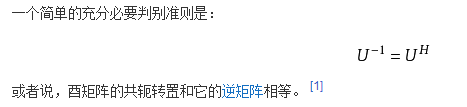 一个简单的充分必要判别准则是：
U⁻¹ = Uᴴ
或者说，酉矩阵的共轭转置和它的逆矩阵相等。 [1]